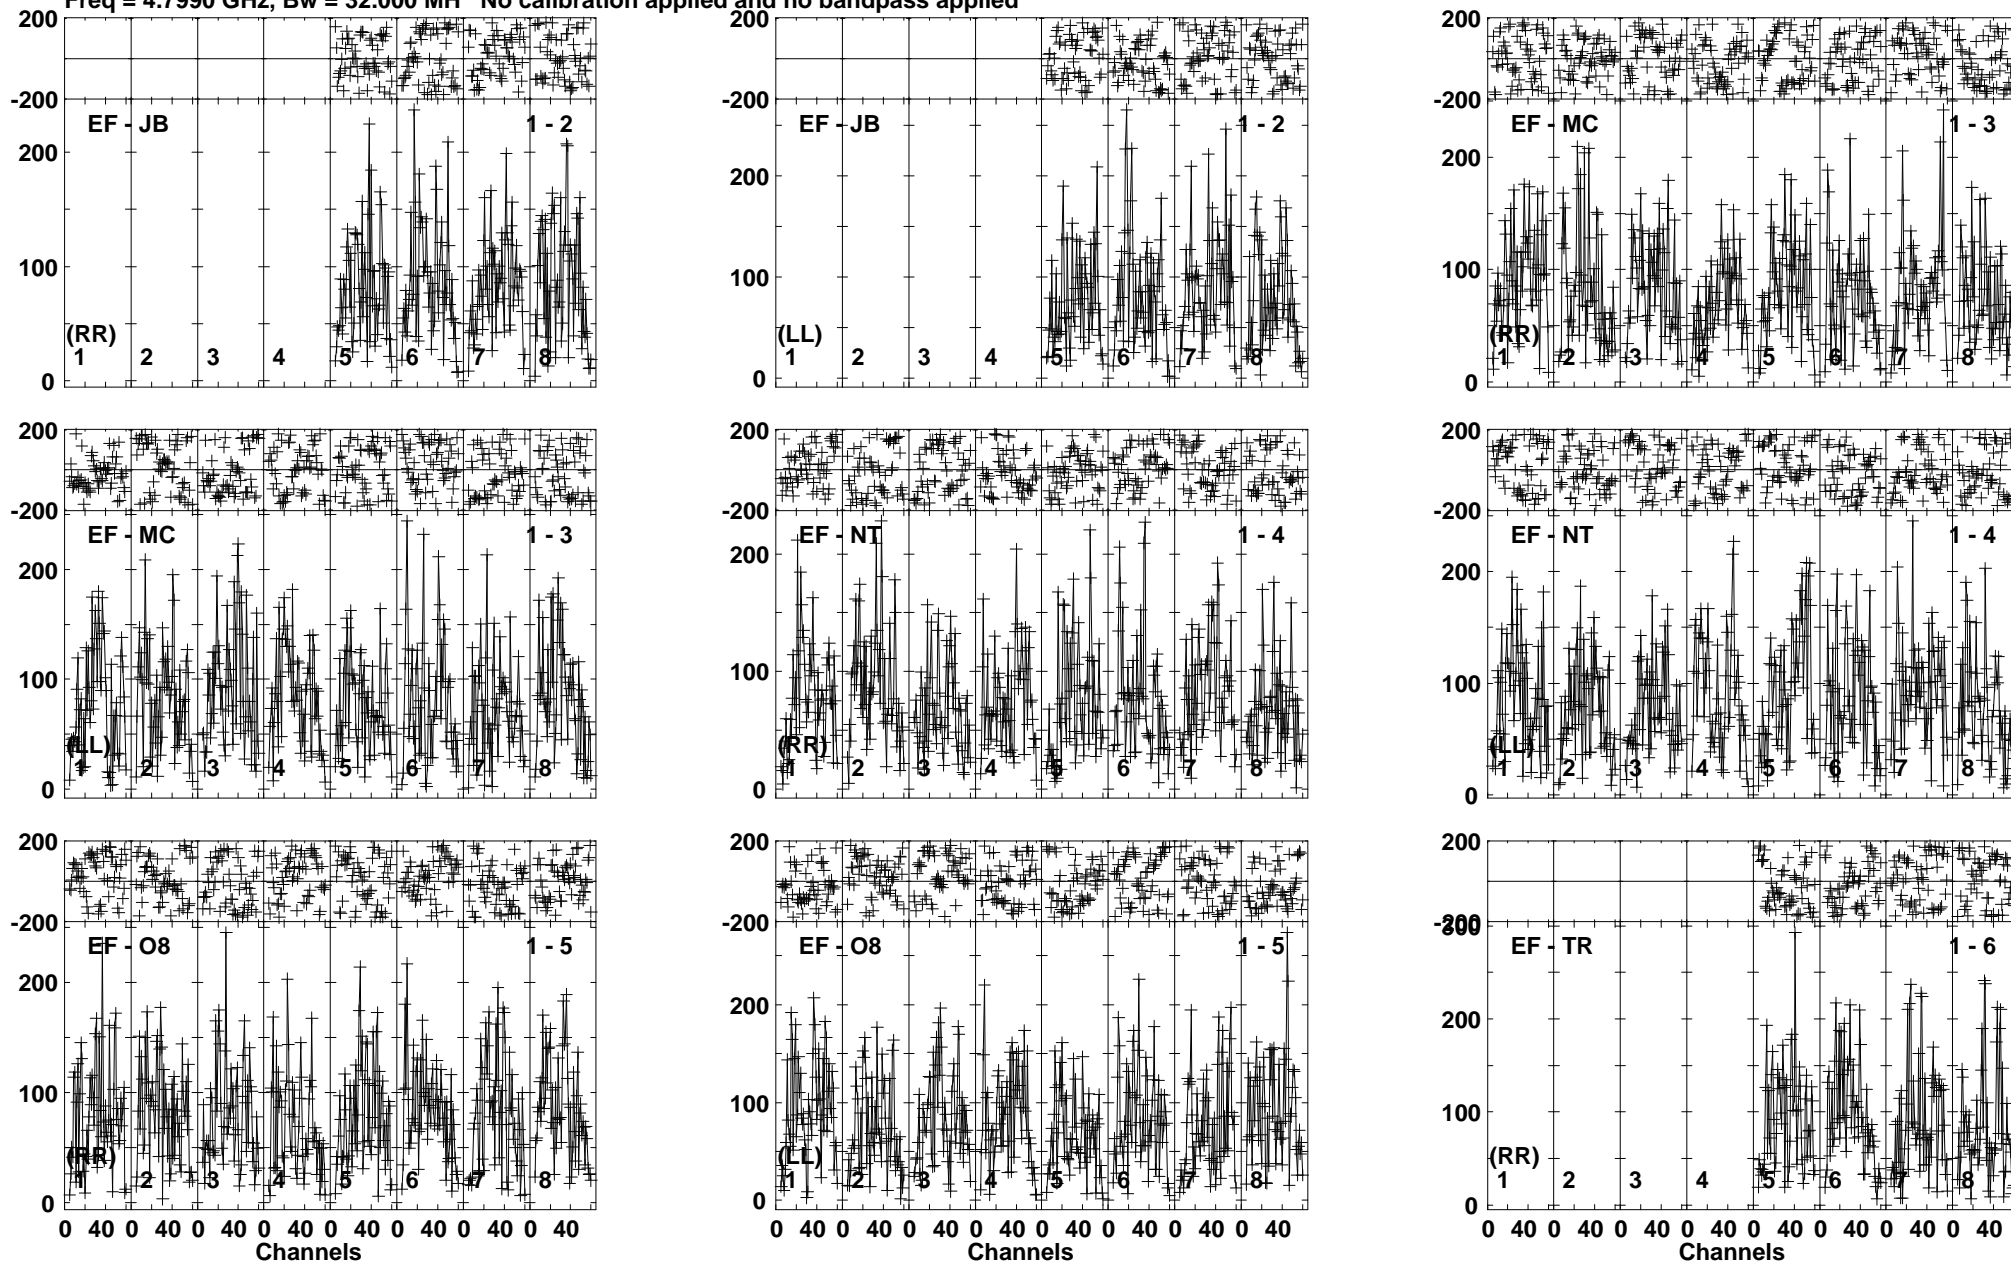 Freq = 4.7990 GHz, Bw = 32.000 MH No calibration applied and no bandpass applied
200 200 200
-200 -200 -200
EF - JB 1 - 2 EF - JB 1 - 2 EF - MC 1 - 3
200 200 200
100 100 100
(RR) (LL) (RR)
1 2 3 4 5 6 7 8 1 2 3 4 5 6 7 8 1 2 3 4 5 6 7 8
0 0 0
200 200 200
-200 -200 -200
EF - MC 1 - 3 EF - NT 1 - 4 EF - NT 1 - 4
200 200 200
100 100 100
(LL) (RR) (LL)
1 2 3 4 5 6 7 8 1 2 3 4 5 6 7 8 1 2 3 4 5 6 7 8
0 0 0
200 200 200
-200 -200 -200
300
EF - O8 1 - 5 EF - O8 1 - 5 EF - TR 1 - 6
200 200 200
100 100 100
(RR) (LL) (RR)
1 2 3 4 5 6 7 8 1 2 3 4 5 6 7 8 1 2 3 4 5 6 7 8
0 0 0
0 40 0 40 0 40 0 40 0 40 0 40 0 40 0 40 0 40 0 40 0 40 0 40 0 40 0 40 0 40 0 40 0 40 0 40 0 40 0 40 0 40 0 40 0 40 0 40
Channels Channels Channels